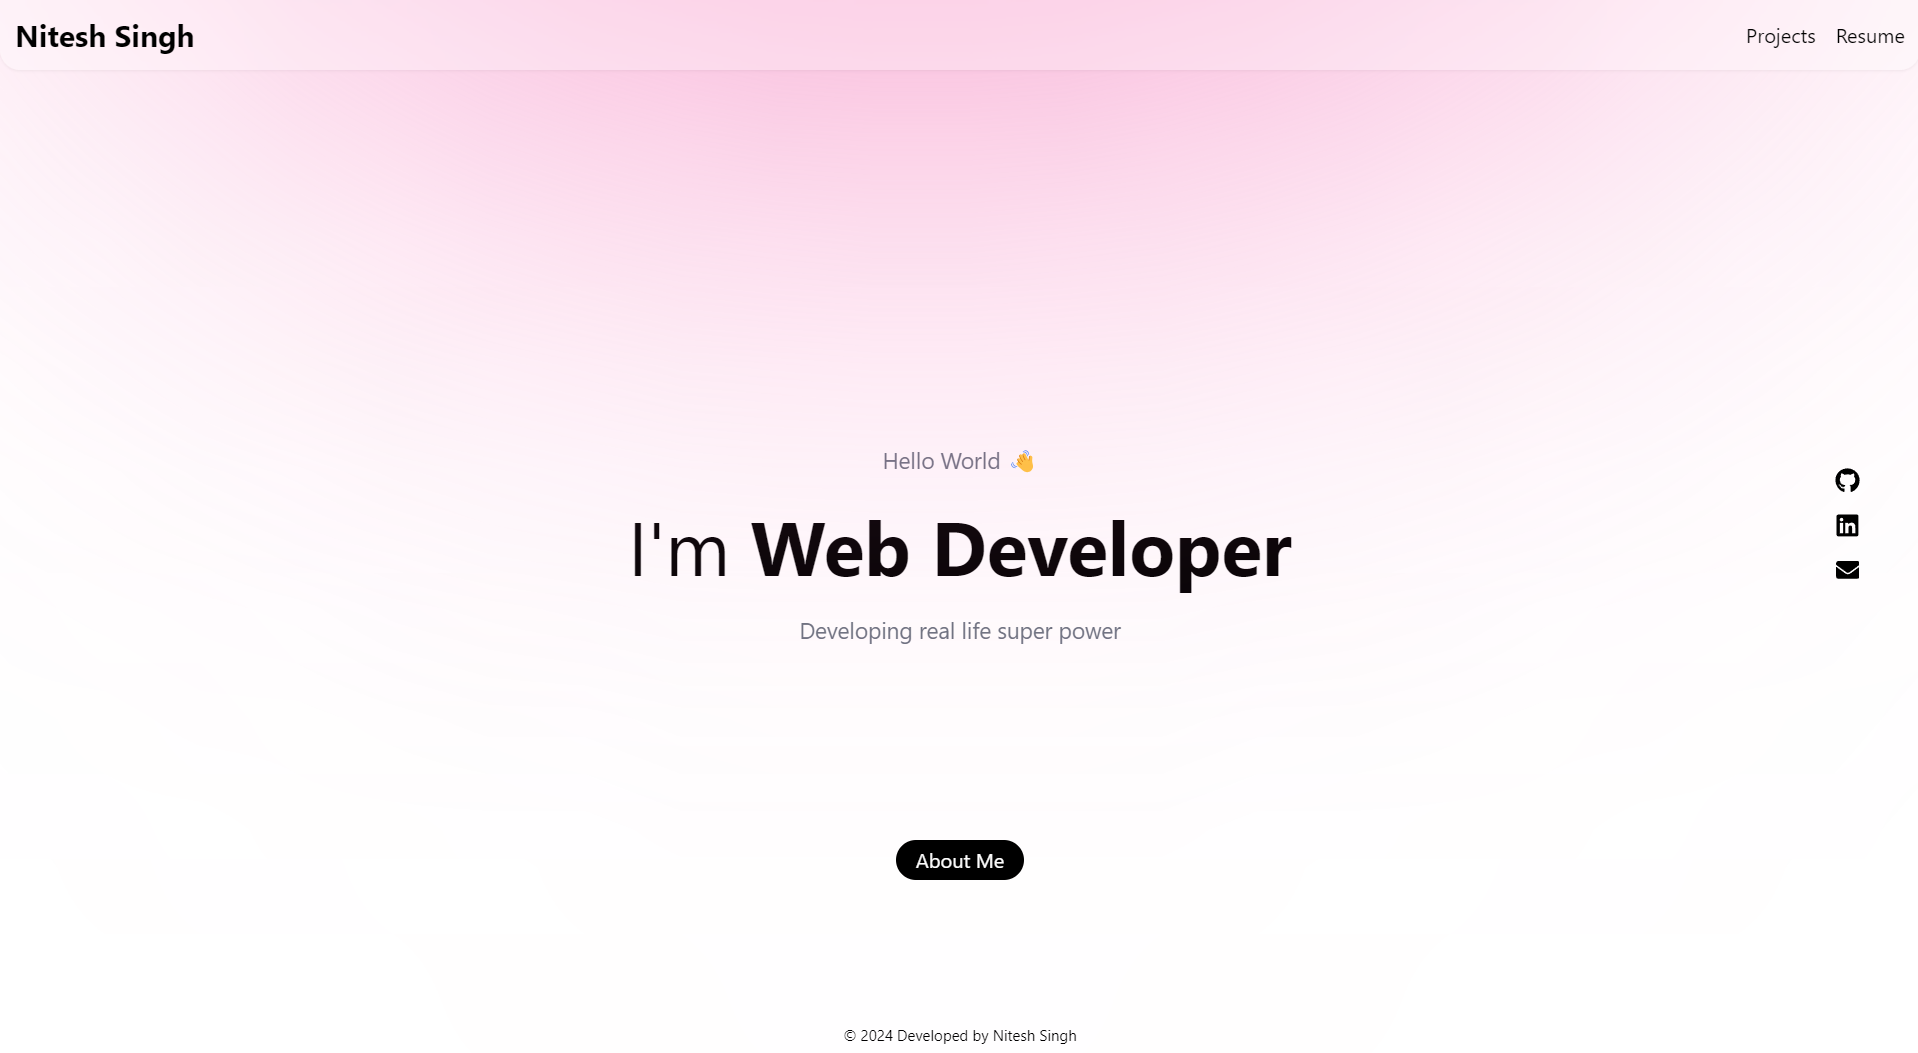 Nitesh Singh
Projects
Resume
Hello World 👋
I'm Web Developer
Developing real life super power
About Me
© 2024 Developed by Nitesh Singh